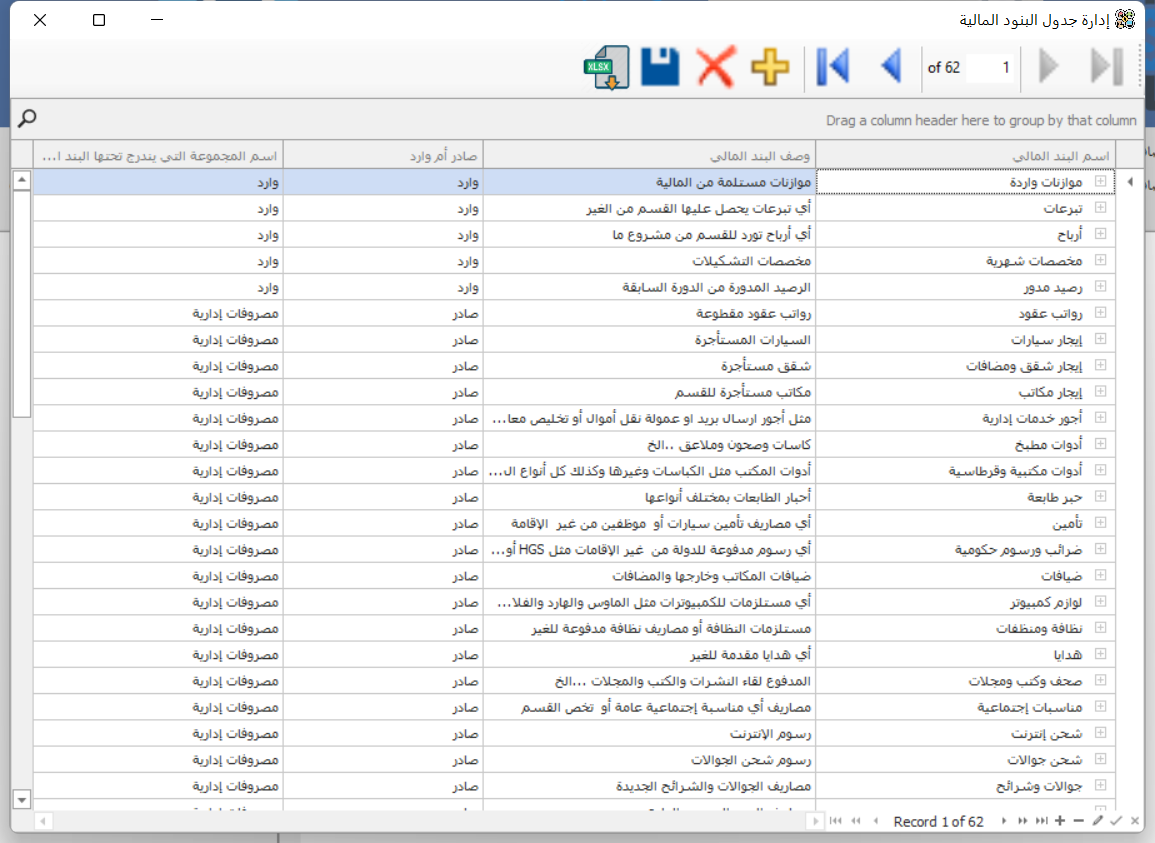 إدارة جدول البنود المالية
XLSX of 62 1
Drag a column header here to group by that column
اسم البند المالي وصف البند المالي صادر أم وارد اسم المجموعة التي يندرج تحتها البند ا...
موازنات واردة موازنات مستلمة من المالية وارد وارد
تبرعات أي تبرعات يحصل عليها القسم من الغير وارد وارد
أرباح أي أرباح تورد للقسم من مشروع ما وارد وارد
مخصصات شهرية مخصصات التشكيلات وارد وارد
رصيد مدور الرصيد المدورة من الدورة السابقة وارد وارد
رواتب عقود رواتب عقود مقطوعة صادر مصروفات إدارية
إيجار سيارات السيارات المستأجرة صادر مصروفات إدارية
إيجار شقق ومضافات شقق مستأجرة صادر مصروفات إدارية
إيجار مكاتب مكاتب مستأجرة للقسم صادر مصروفات إدارية
أجور خدمات إدارية مثل أجور ارسال بريد او عمولة نقل أموال أو تخليص معا... صادر مصروفات إدارية
أدوات مطبخ كاسات وصحون وملاعق ..الخ صادر مصروفات إدارية
أدوات مكتبية وقرطاسية أدوات المكتب مثل الكباسات وغيرها وكذلك كل أنواع ال... صادر مصروفات إدارية
حبر طابعة أحبار الطابعات بمختلف أنواعها صادر مصروفات إدارية
تأمين أي مصاريف تأمين سيارات أو موظفين من غير الإقامة صادر مصروفات إدارية
ضرائب ورسوم حكومية أي رسوم مدفوعة للدولة من غير الإقامات مثل HGS أو... صادر مصروفات إدارية
ضيافات ضيافات المكاتب وخارجها والمضافات صادر مصروفات إدارية
لوازم كمبيوتر أي مستلزمات للكمبيوترات مثل الماوس والهارد والفلا... صادر مصروفات إدارية
نظافة ومنظفات مستلزمات النظافة أو مصاريف نظافة مدفوعة للغير صادر مصروفات إدارية
هدايا أي هدايا مقدمة للغير صادر مصروفات إدارية
صحف وكتب ومجلات المدفوع لقاء النشرات والكتب والمجلات ...الخ صادر مصروفات إدارية
مناسبات إجتماعية مصاريف أي مناسبة إجتماعية عامة أو تخص القسم صادر مصروفات إدارية
شحن إنترنت رسوم الإنترنت صادر مصروفات إدارية
شحن جوالات رسوم شحن الجوالات صادر مصروفات إدارية
جوالات وشرائح مصاريف الجوالات والشرائح الجديدة صادر مصروفات إدارية
Record 1 of 62